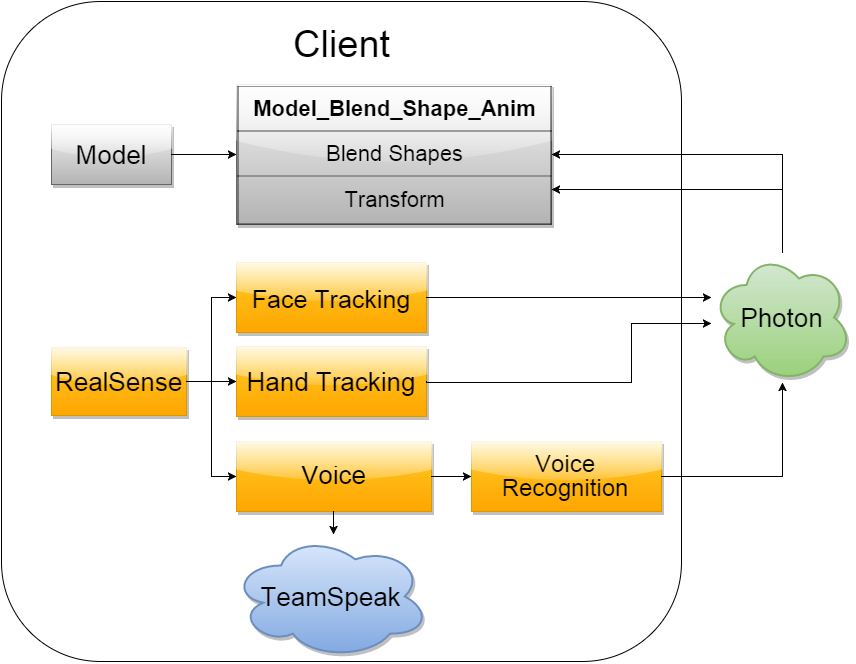 Client
Model_Blend_Shape_Anim
Model
Blend Shapes
Transform
Face Tracking
Photon
RealSense
Hand Tracking
Voice
Voice
Recognition
TeamSpeak